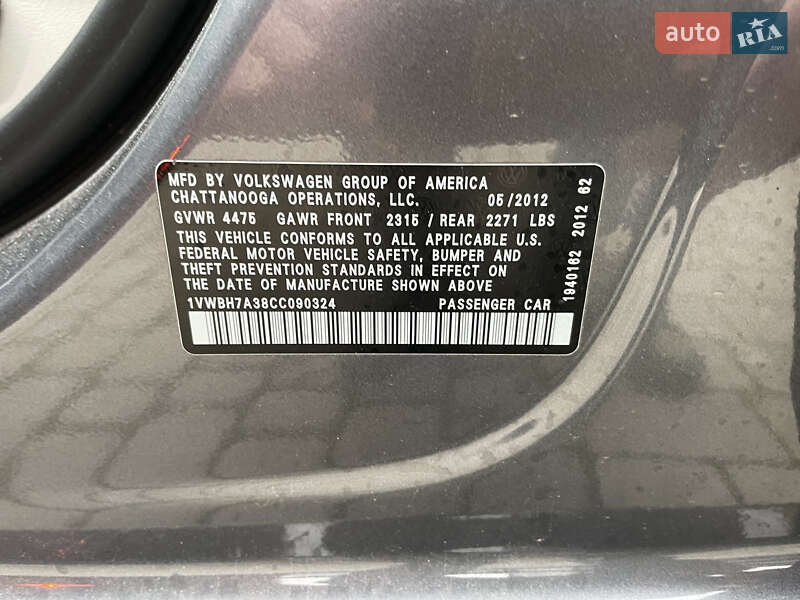 auto RIA
.com
MFD BY VOLKSWAGEN GROUP OF AMERICA
CHATTANOOGA OPERATIONS, LLC. 05/2012
GVWR 4475 GAWR FRONT 2315 / REAR 2271 LBS
THIS VEHICLE CONFORMS TO ALL APPLICABLE U.S.
FEDERAL MOTOR VEHICLE SAFETY, BUMPER AND
THEFT PREVENTION STANDARDS IN EFFECT ON
THE DATE OF MANUFACTURE SHOWN ABOVE
1VWBH7A38CC090324 PASSENGER CAR
1940162 2012 62